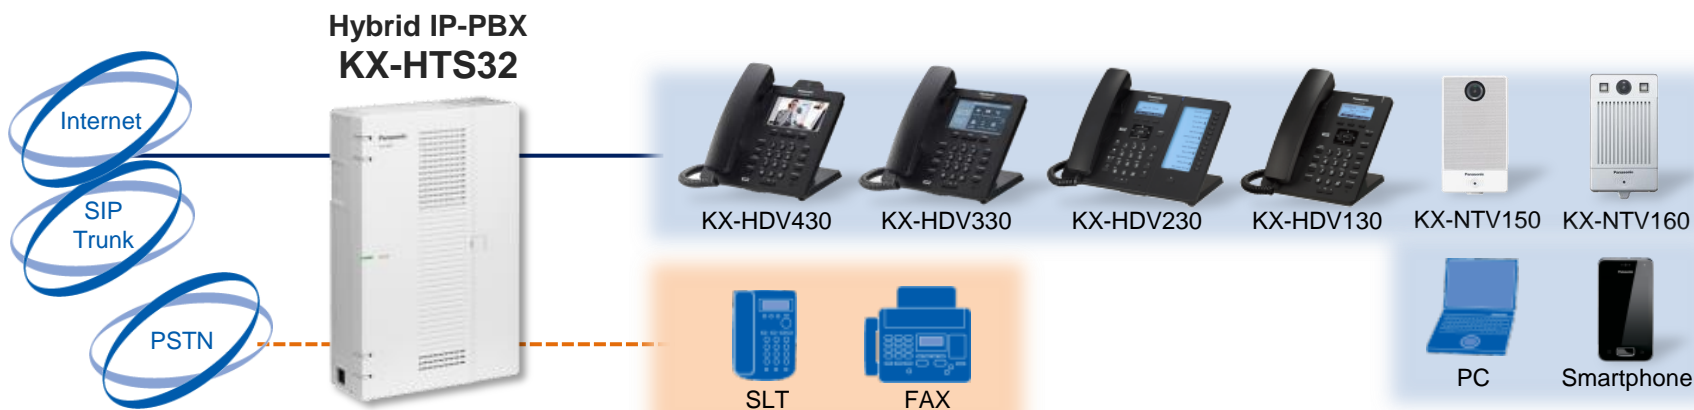 Hybrid IP-PBX
KX-HTS32
Internet
SIP
Trunk
PSTN
Panasonic
KX-HDV430
KX-HDV330
KX-HDV230
KX-HDV130
KX-NTV150
KX-NTV160
SLT
FAX
PC
Smartphone